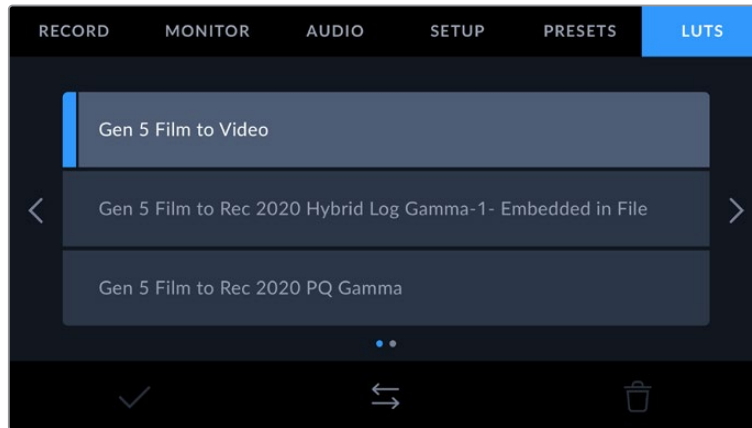 RECORD MONITOR AUDIO SETUP PRESETS LUTS
Gen 5 Film to Video
Gen 5 Film to Rec 2020 Hybrid Log Gamma-1- Embedded in File
Gen 5 Film to Rec 2020 PQ Gamma